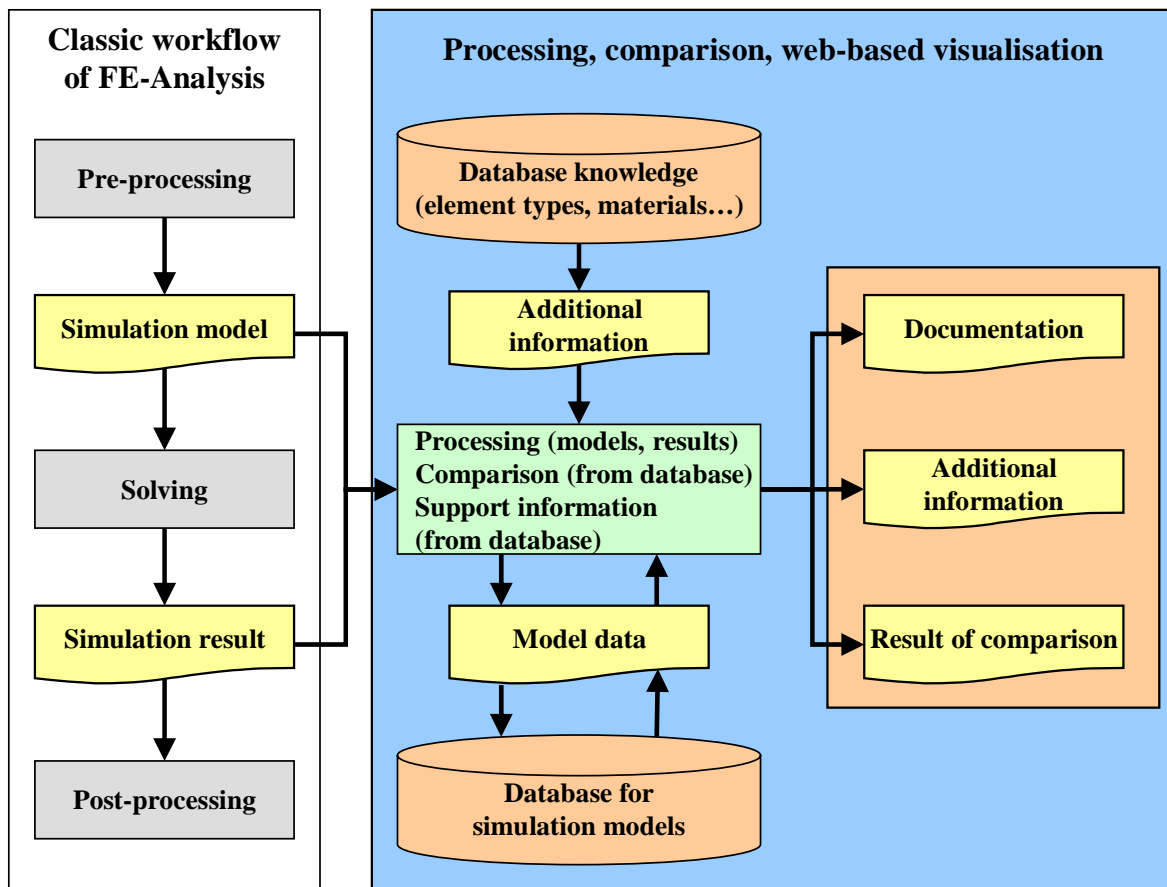 Classic workflow
of FE-Analysis
Pre-processing
Simulation model
Solving
Simulation result
Post-processing
Processing, comparison, web-based visualisation
Database knowledge
(element types, materials…)
Additional
information
Processing (models, results)
Comparison (from database)
Support information
(from database)
Model data
Database for
simulation models
Documentation
Additional
information
Result of comparison